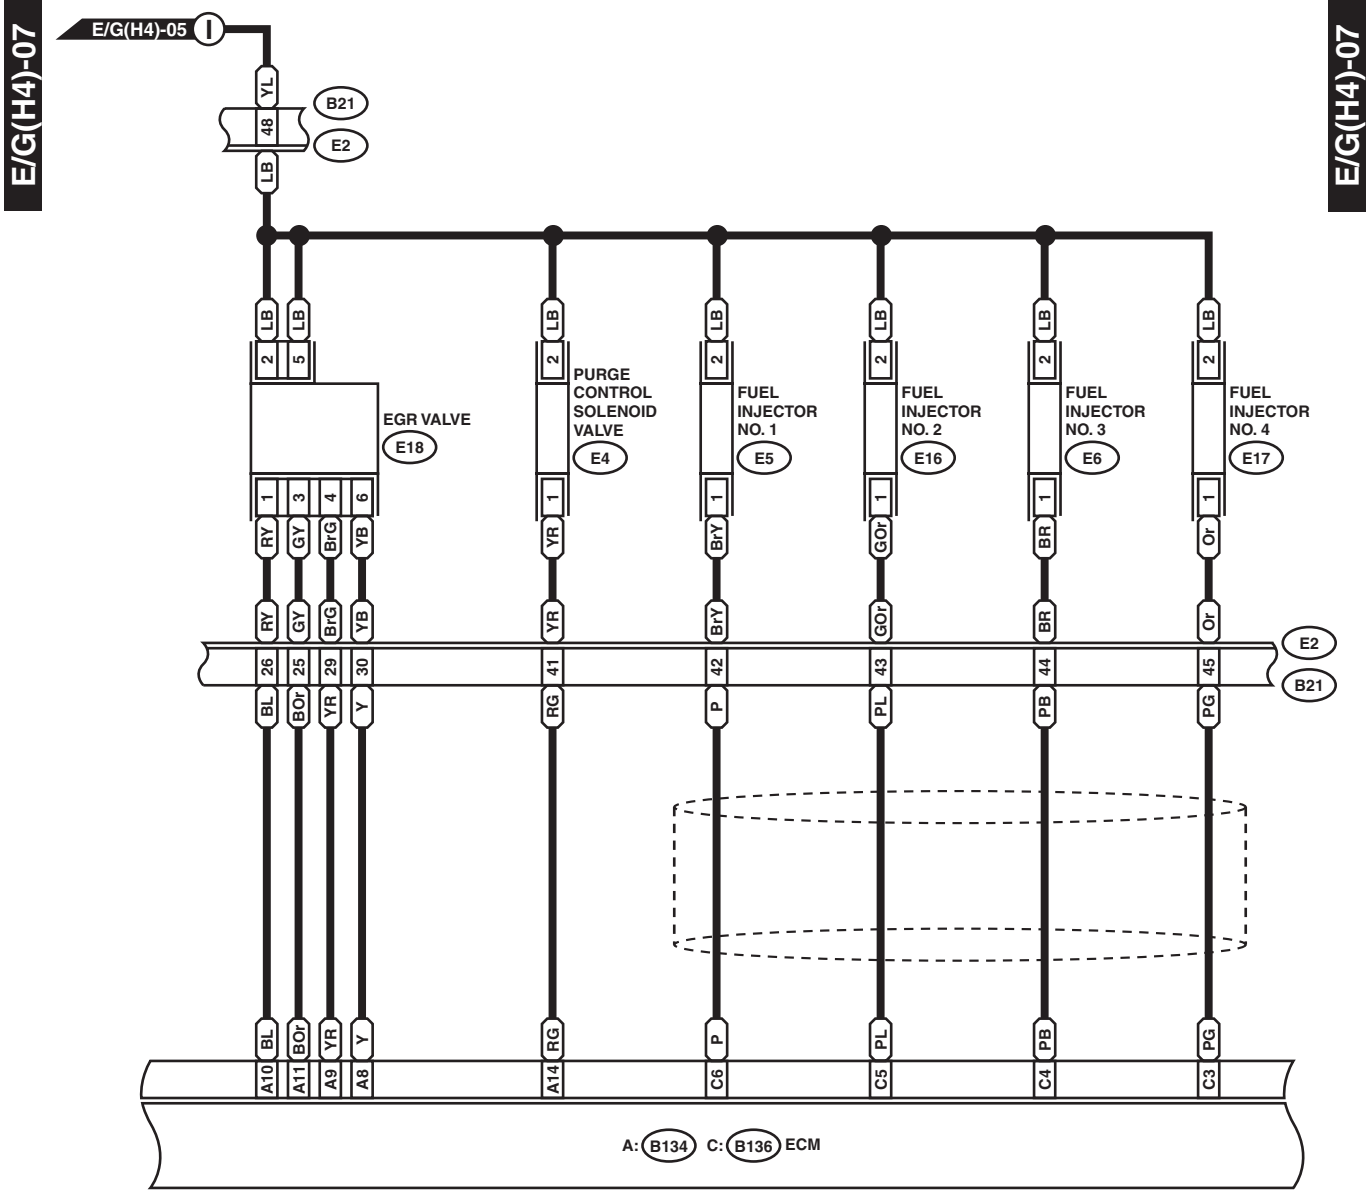 E/G(H4)-07
E/G(H4)-07
E/G(H4)-05 I
YL
48
B21
E2
LB
LB LB LB LB LB LB LB
2 5 2 2 2 2 2
EGR VALVE
E18
PURGE
CONTROL
SOLENOID
VALVE
E4
FUEL
INJECTOR
NO. 1
E5
FUEL
INJECTOR
NO. 2
E16
FUEL
INJECTOR
NO. 3
E6
FUEL
INJECTOR
NO. 4
E17
1 3 4 6 1 1 1 1 1
RY GY BrG YB YR BrY GOr BR Or
RY GY BrG YB YR BrY GOr BR Or
E2
26 25 29 30 41 42 43 44 45
B21
BL BOr YR Y RG P PL PB PG
BL BOr YR Y RG P PL PB PG
A10 A11 A9 A8 A14 C6 C5 C4 C3
A: B134 C: B136 ECM